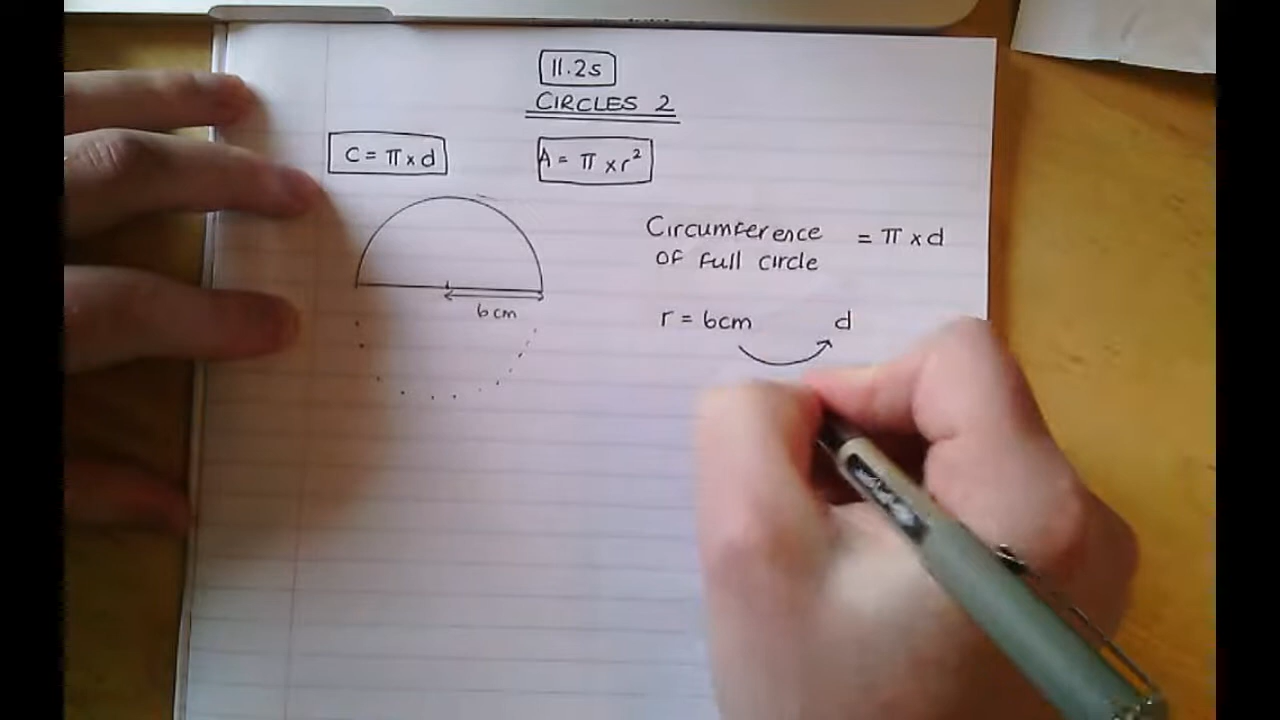 11.2s
CIRCLES 2
C = π x d
A = π x r²
6cm
Circumference
of full circle
= π x d
r = 6cm
d